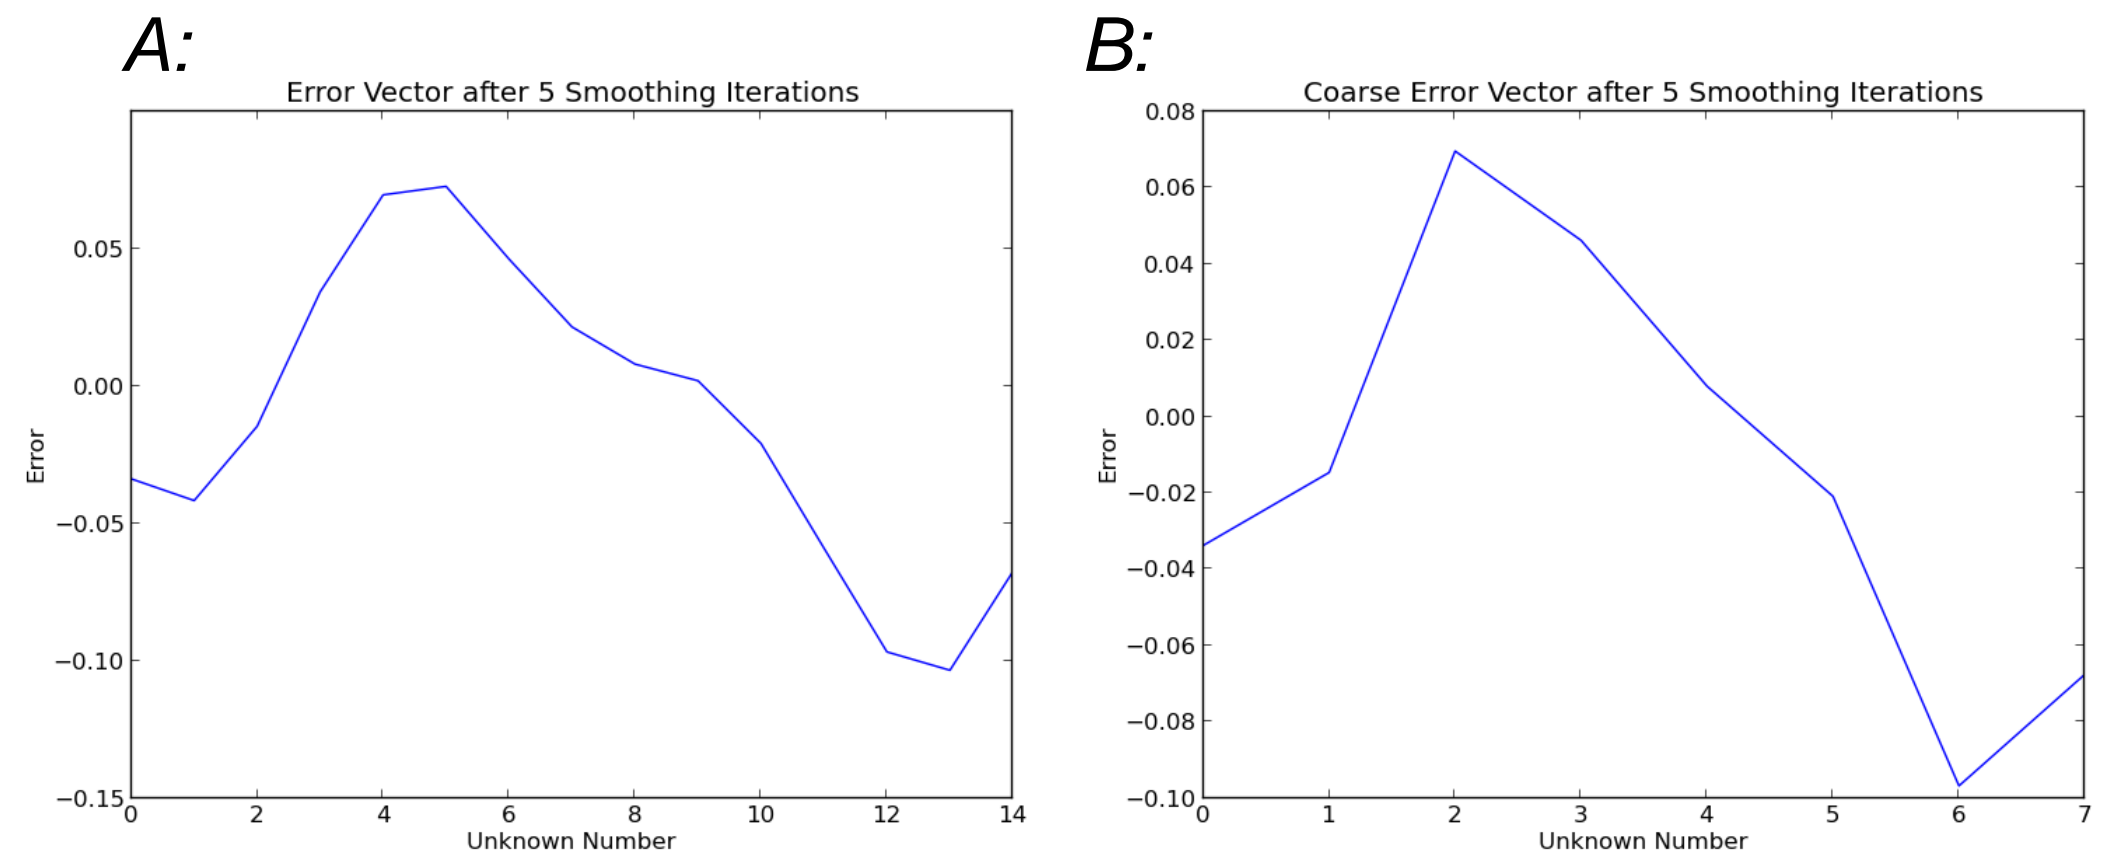 A:
Error Vector after 5 Smoothing Iterations
0.05
0.00
−0.05
−0.10
−0.15
Error
0 2 4 6 8 10 12 14
Unknown Number
B:
Coarse Error Vector after 5 Smoothing Iterations
0.08
0.06
0.04
0.02
0.00
−0.02
−0.04
−0.06
−0.08
−0.10
Error
0 1 2 3 4 5 6 7
Unknown Number